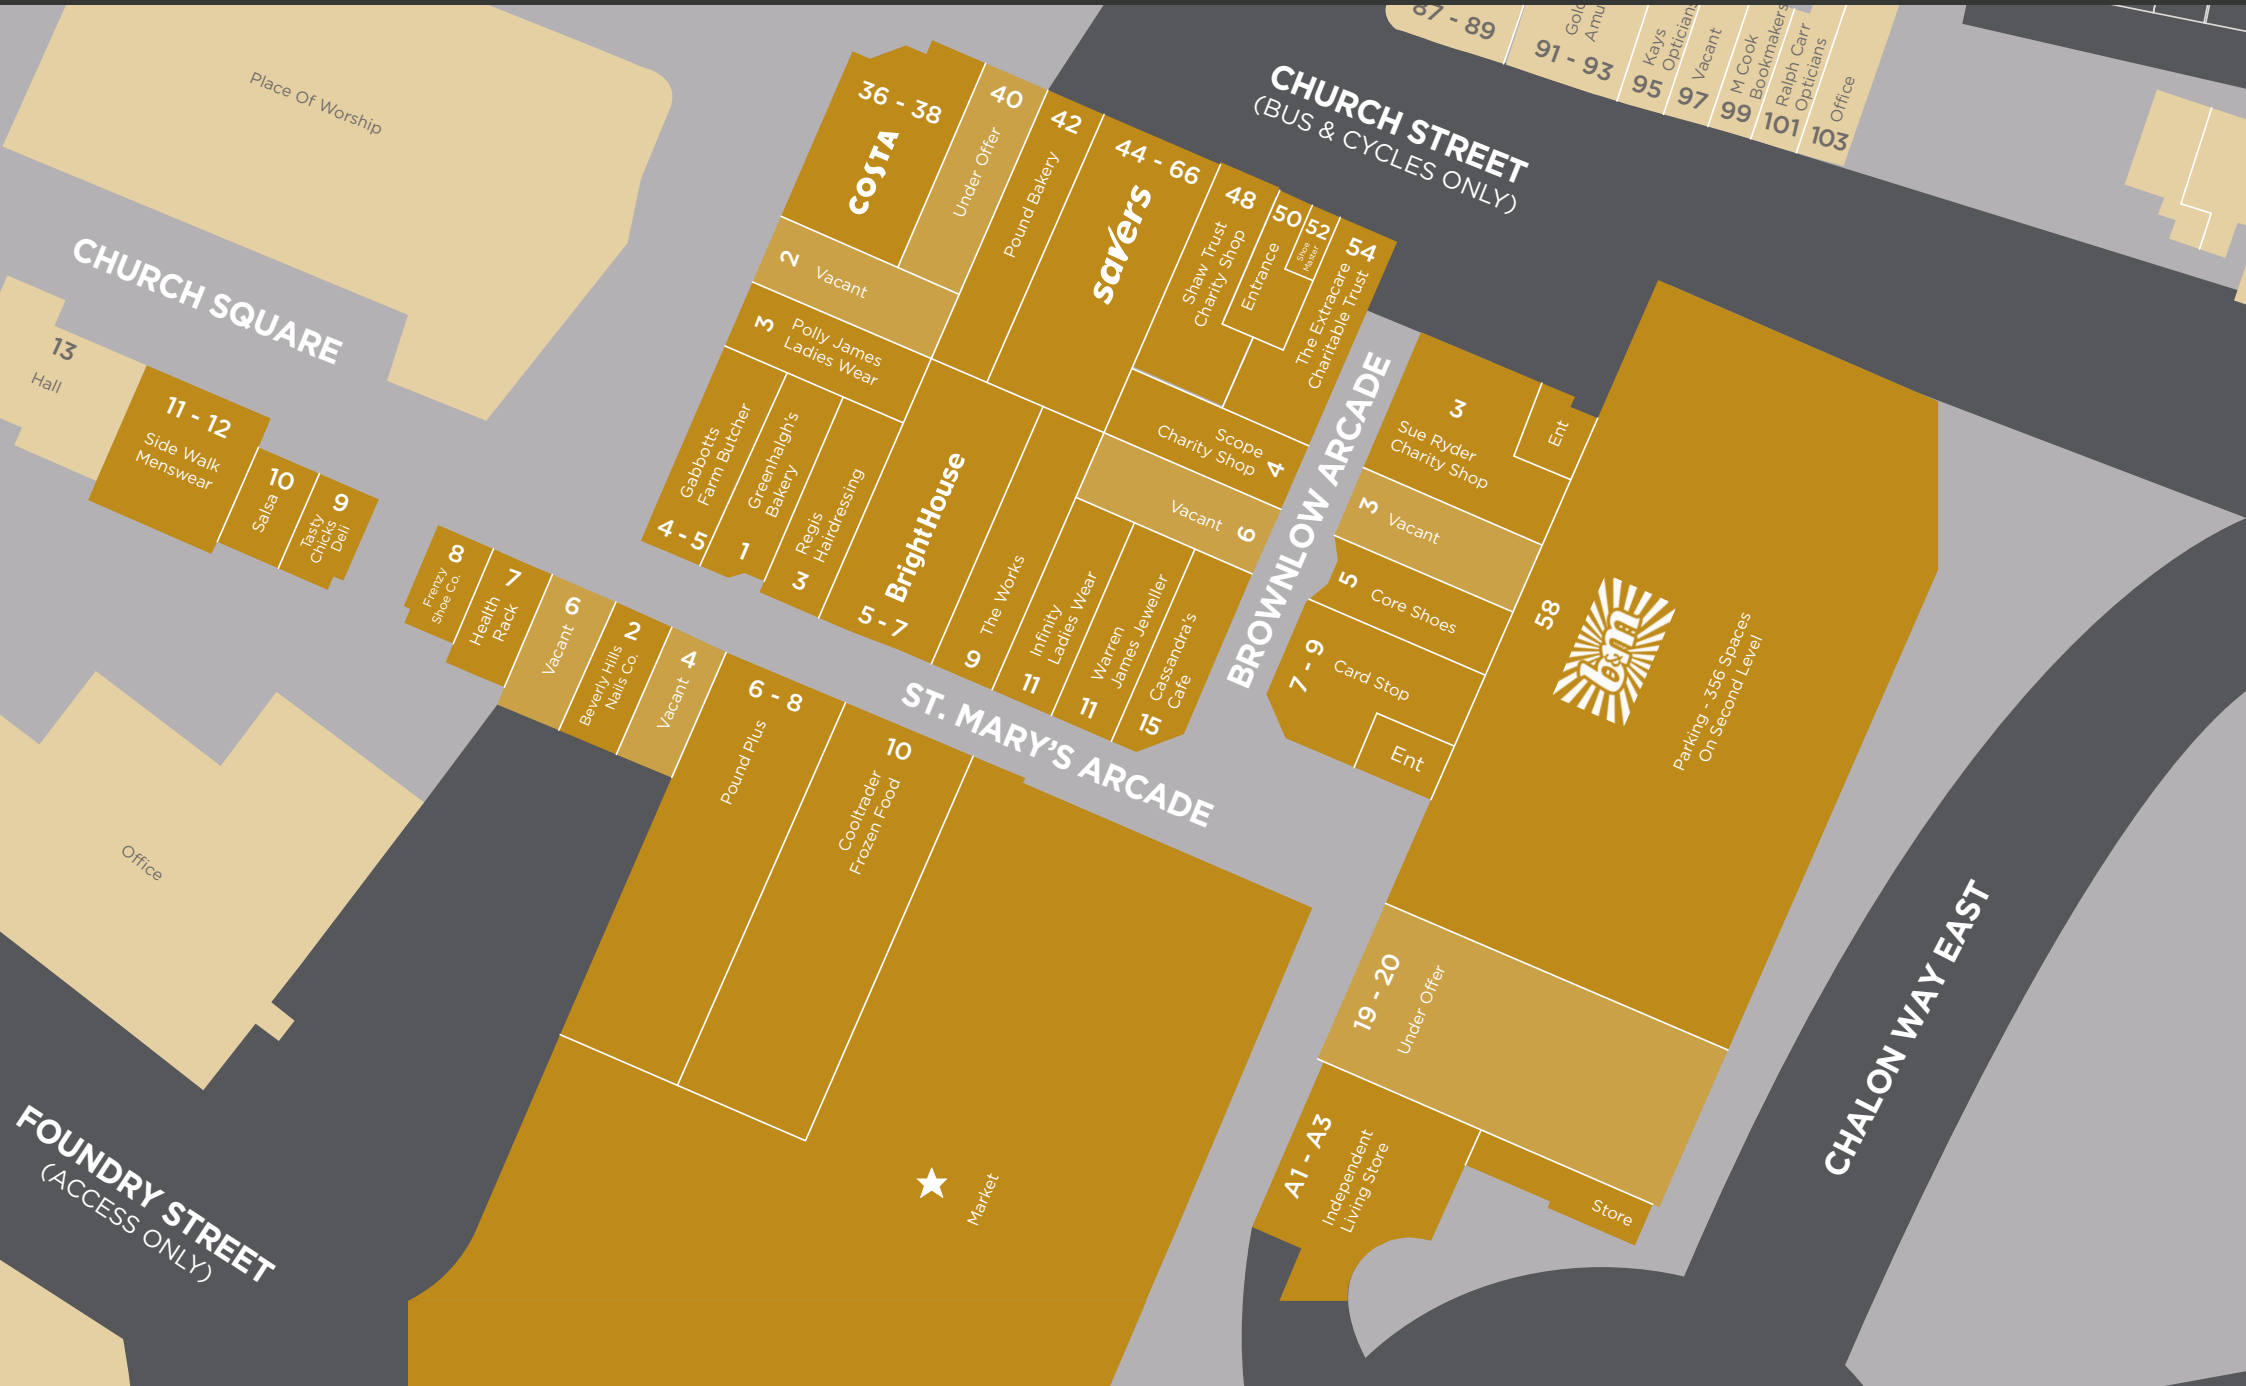 Place Of Worship
CHURCH SQUARE
13
Hall
11 - 12
Side Walk
Menswear
10
Salsa
9
Tasty
Chicks
Deli
8
Frenzy
Shoe Co.
7
Health
Rack
6
Vacant
2
Beverly Hills
Nails Co.
4
Vacant
6 - 8
Pound Plus
10
Cooltrader
Frozen Food
Market
Office
FOUNDRY STREET
(ACCESS ONLY)
36 - 38
COSTA
40
Under Offer
42
Pound Bakery
44 - 66
savers
48
Shaw Trust
Charity Shop
50
Entrance
52
Shoe
Master
54
The Extracare
Charitable Trust
2
Vacant
3
Polly James
Ladies Wear
4 - 5
Gabbotts
Farm Butcher
1
Greenhalgh's
Bakery
3
Regis
Hairdressing
5 - 7
BrightHouse
9
The Works
11
Infinity
Ladies Wear
11
Warren
James Jeweller
15
Cassandra's
Cafe
Scope
Charity Shop
4
Vacant
6
ST. MARY'S ARCADE
BROWNLOW ARCADE
CHURCH STREET
(BUS & CYCLES ONLY)
87 - 89
91 - 93
95
Kays
Opticians
97
Vacant
99
M Cook
Bookmakers
101
Ralph Carr
Opticians
103
Office
3
Sue Ryder
Charity Shop
Ent
3
Vacant
5
Core Shoes
7 - 9
Card Stop
Ent
58
b&m
Parking - 356 Spaces
On Second Level
19 - 20
Under Offer
A1 - A3
Independent
Living Store
Store
CHALON WAY EAST